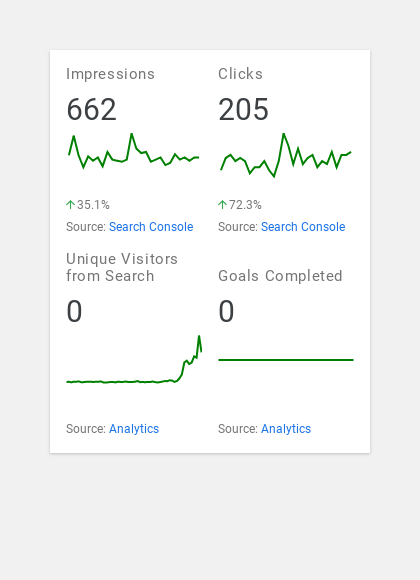 Impressions
662
↑35.1%
Source: Search Console
Clicks
205
↑72.3%
Source: Search Console
Unique Visitors
from Search
0
Source: Analytics
Goals Completed
0
Source: Analytics